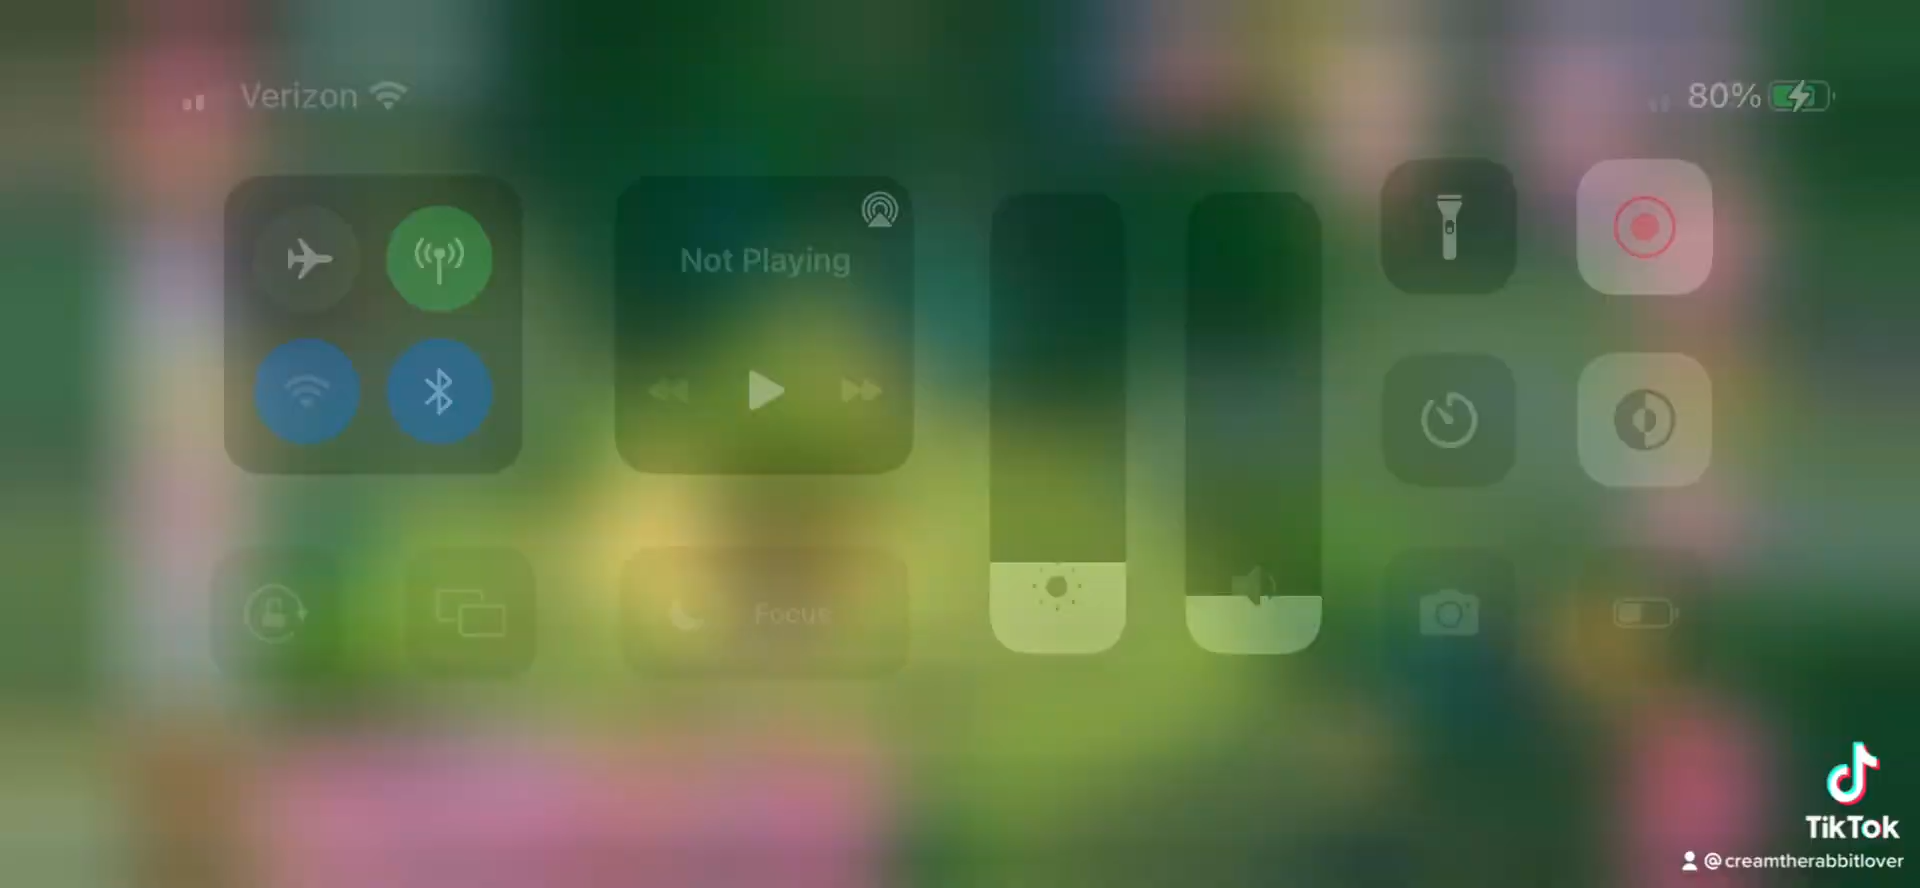 Verizon
80%
Not Playing
Focus
TikTok
@creamtherabbitlover